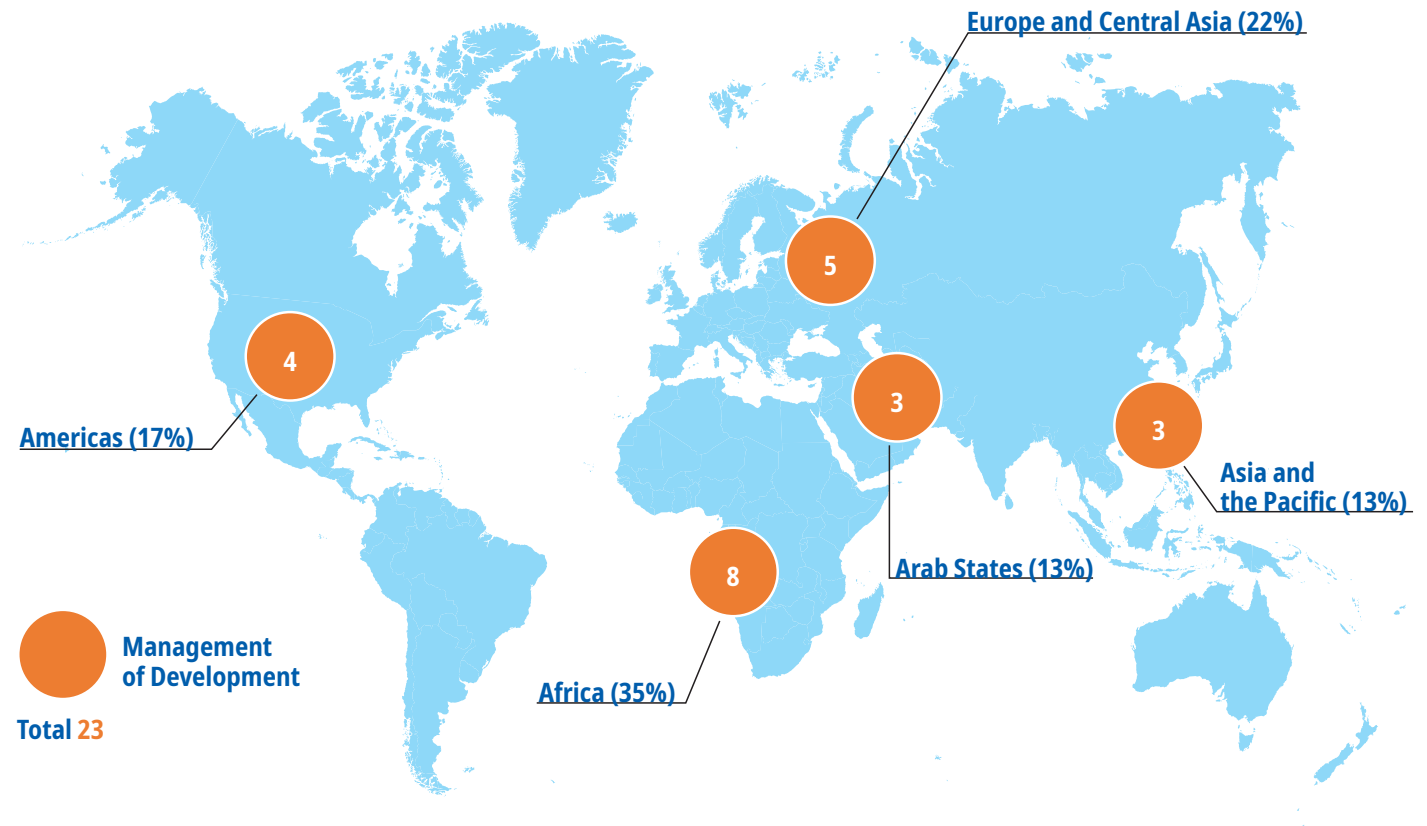 Europe and Central Asia (22%)
5
4
3
3
Americas (17%)
Asia and
the Pacific (13%)
Arab States (13%)
8
Management
of Development
Africa (35%)
Total 23